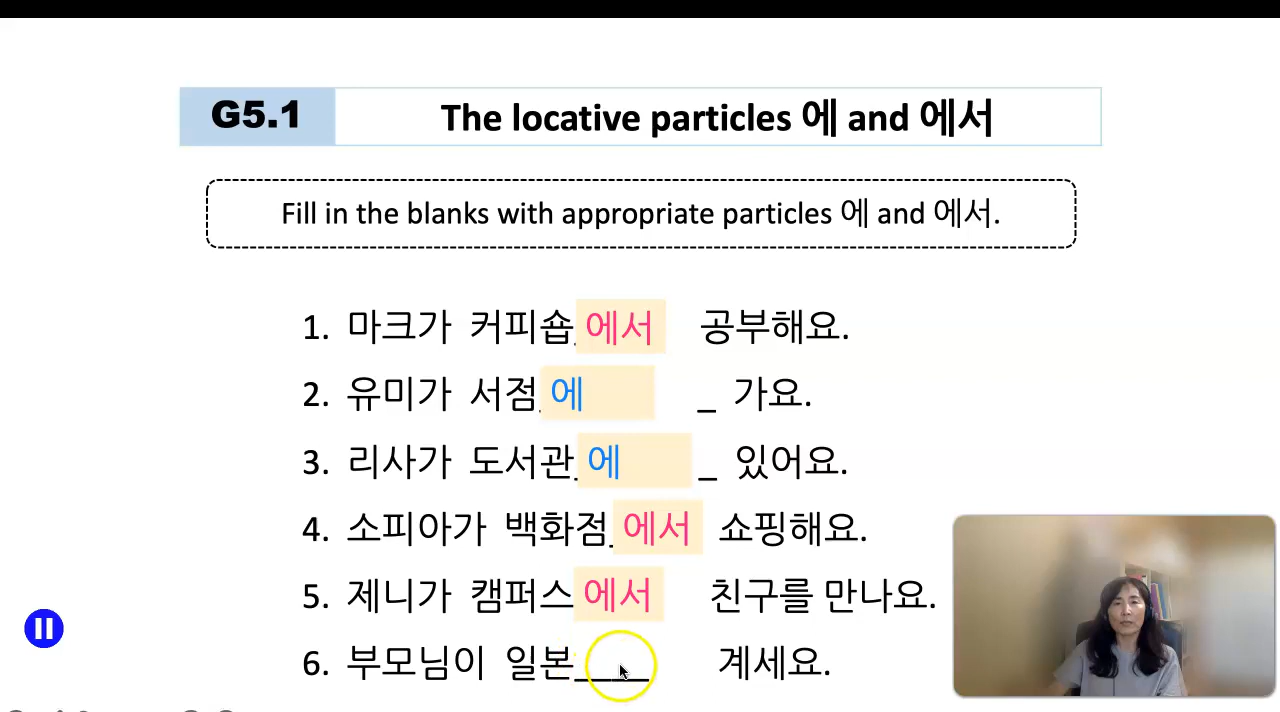 G5.1 The locative particles 에 and 에서
Fill in the blanks with appropriate particles 에 and 에서.
1. 마크가 커피숍 에서 공부해요.
2. 유미가 서점 에 _ 가요.
3. 리사가 도서관 에 _ 있어요.
4. 소피아가 백화점 에서 쇼핑해요.
5. 제니가 캠퍼스 에서 친구를 만나요.
6. 부모님이 일본____ 계세요.